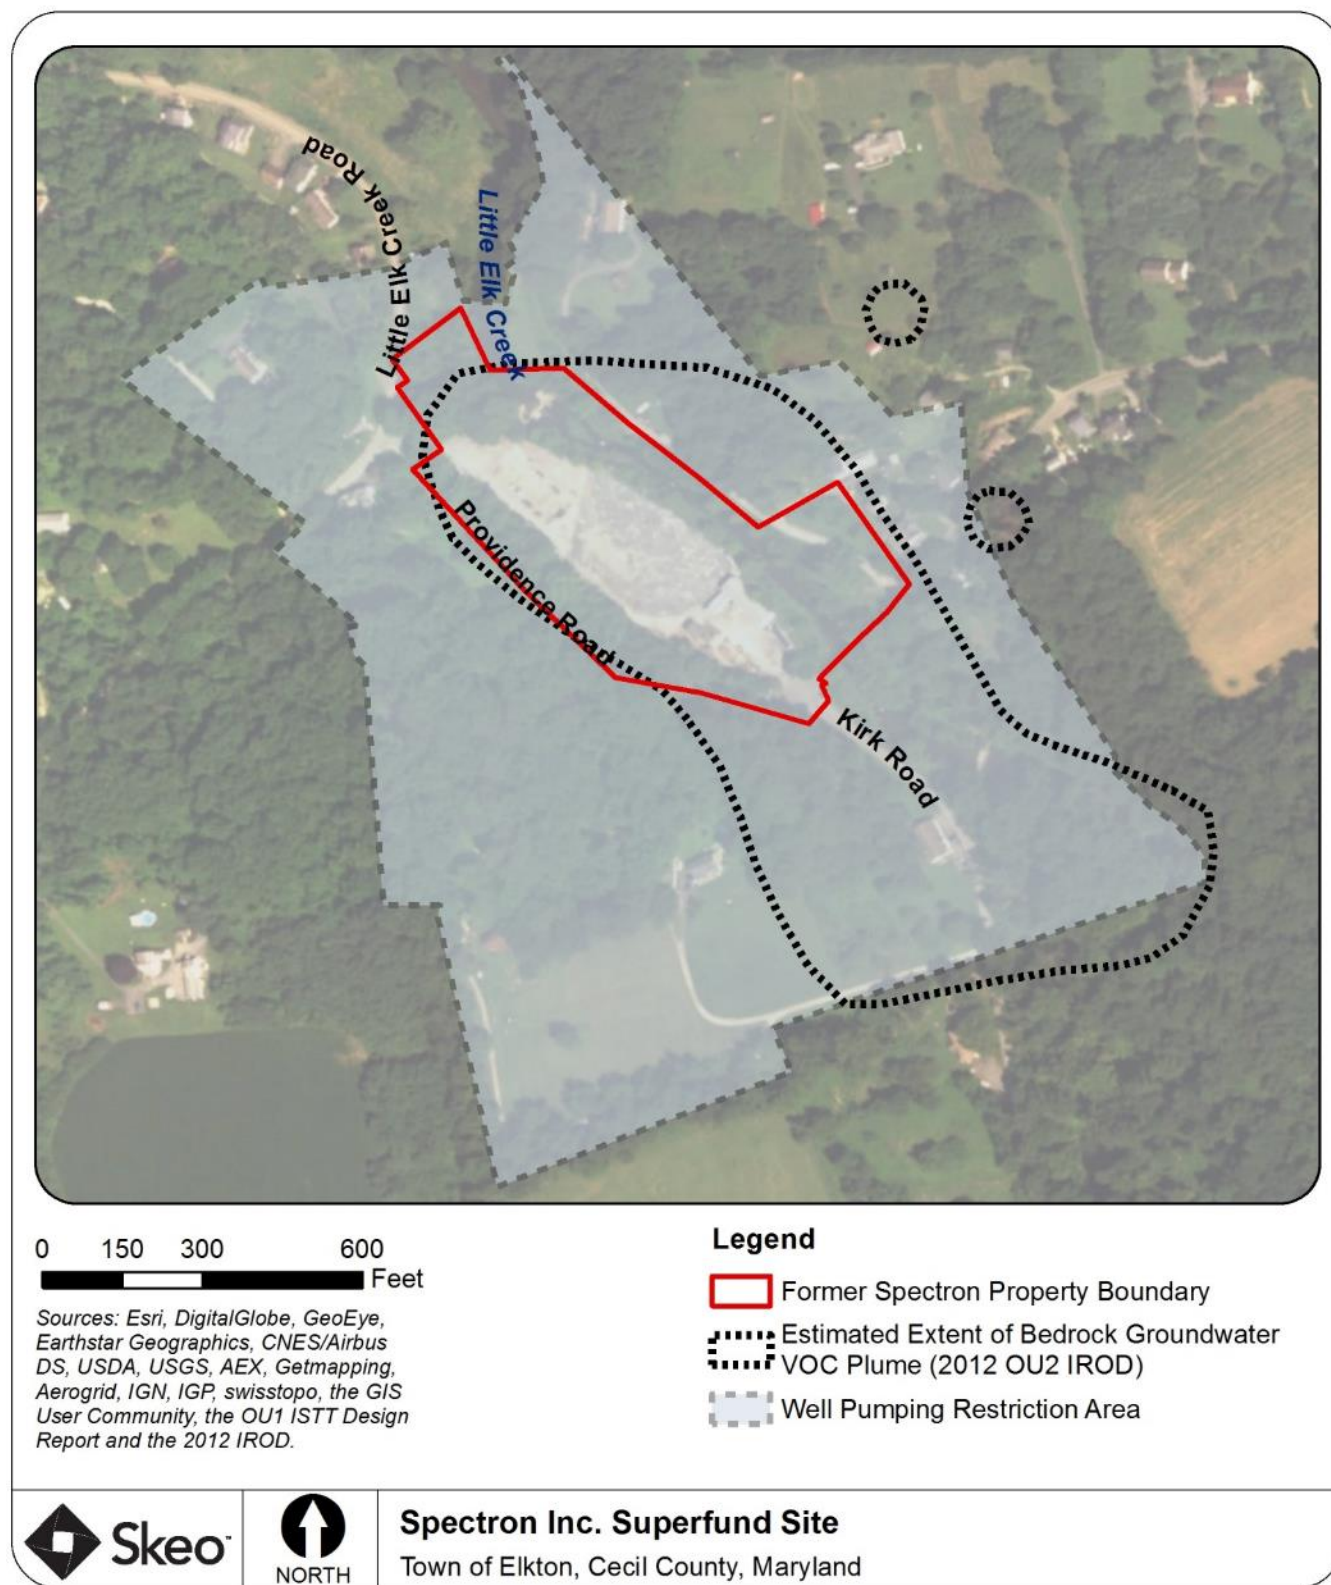 Little Elk Creek Road
Little Elk Creek
Providence Road
Kirk Road
0 150 300 600
Feet
Sources: Esri, DigitalGlobe, GeoEye,
Earthstar Geographics, CNES/Airbus
DS, USDA, USGS, AEX, Getmapping,
Aerogrid, IGN, IGP, swisstopo, the GIS
User Community, the OU1 ISTT Design
Report and the 2012 IROD.
Legend
Former Spectron Property Boundary
Estimated Extent of Bedrock Groundwater
VOC Plume (2012 OU2 IROD)
Well Pumping Restriction Area
Skeo
NORTH
Spectron Inc. Superfund Site
Town of Elkton, Cecil County, Maryland